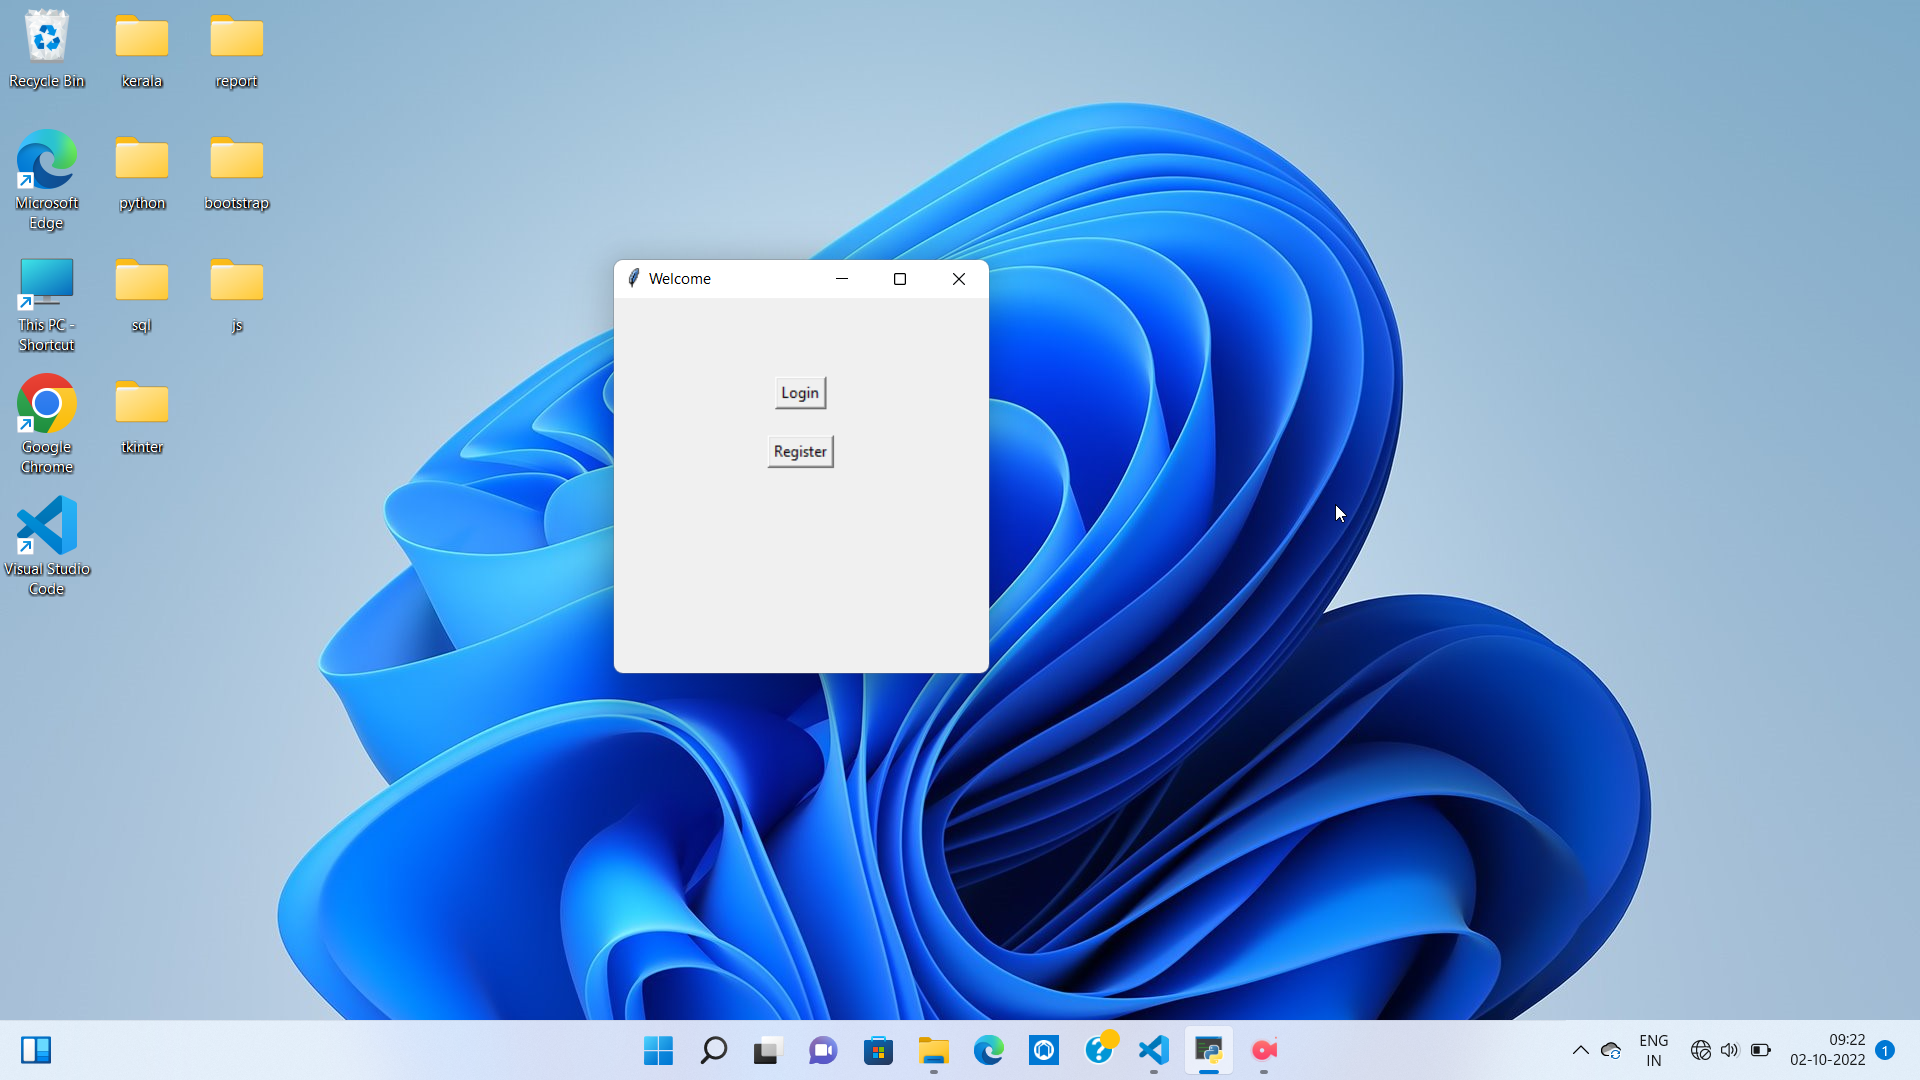 Recycle Bin
kerala
report
Microsoft
Edge
python
bootstrap
This PC -
Shortcut
sql
js
Google
Chrome
tkinter
Visual Studio
Code
Welcome
Login
Register
ENG
IN
09:22
02-10-2022
1